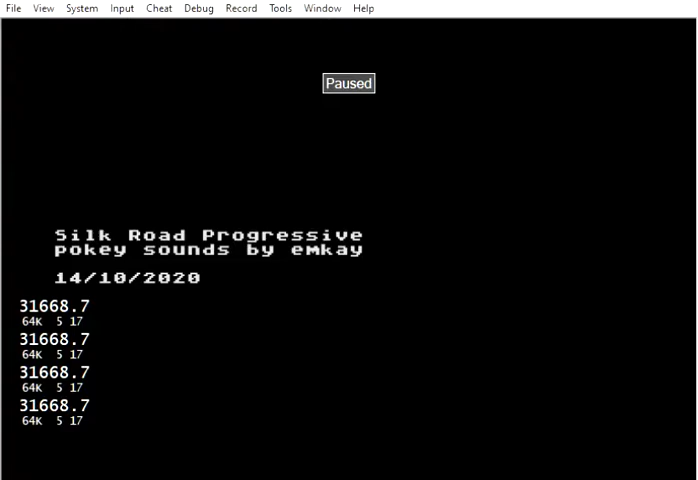 File View System Input Cheat Debug Record Tools Window Help
Paused
Silk Road Progressive
pokey sounds by emkay
14/10/2020
31668.7
64K 5 17
31668.7
64K 5 17
31668.7
64K 5 17
31668.7
64K 5 17